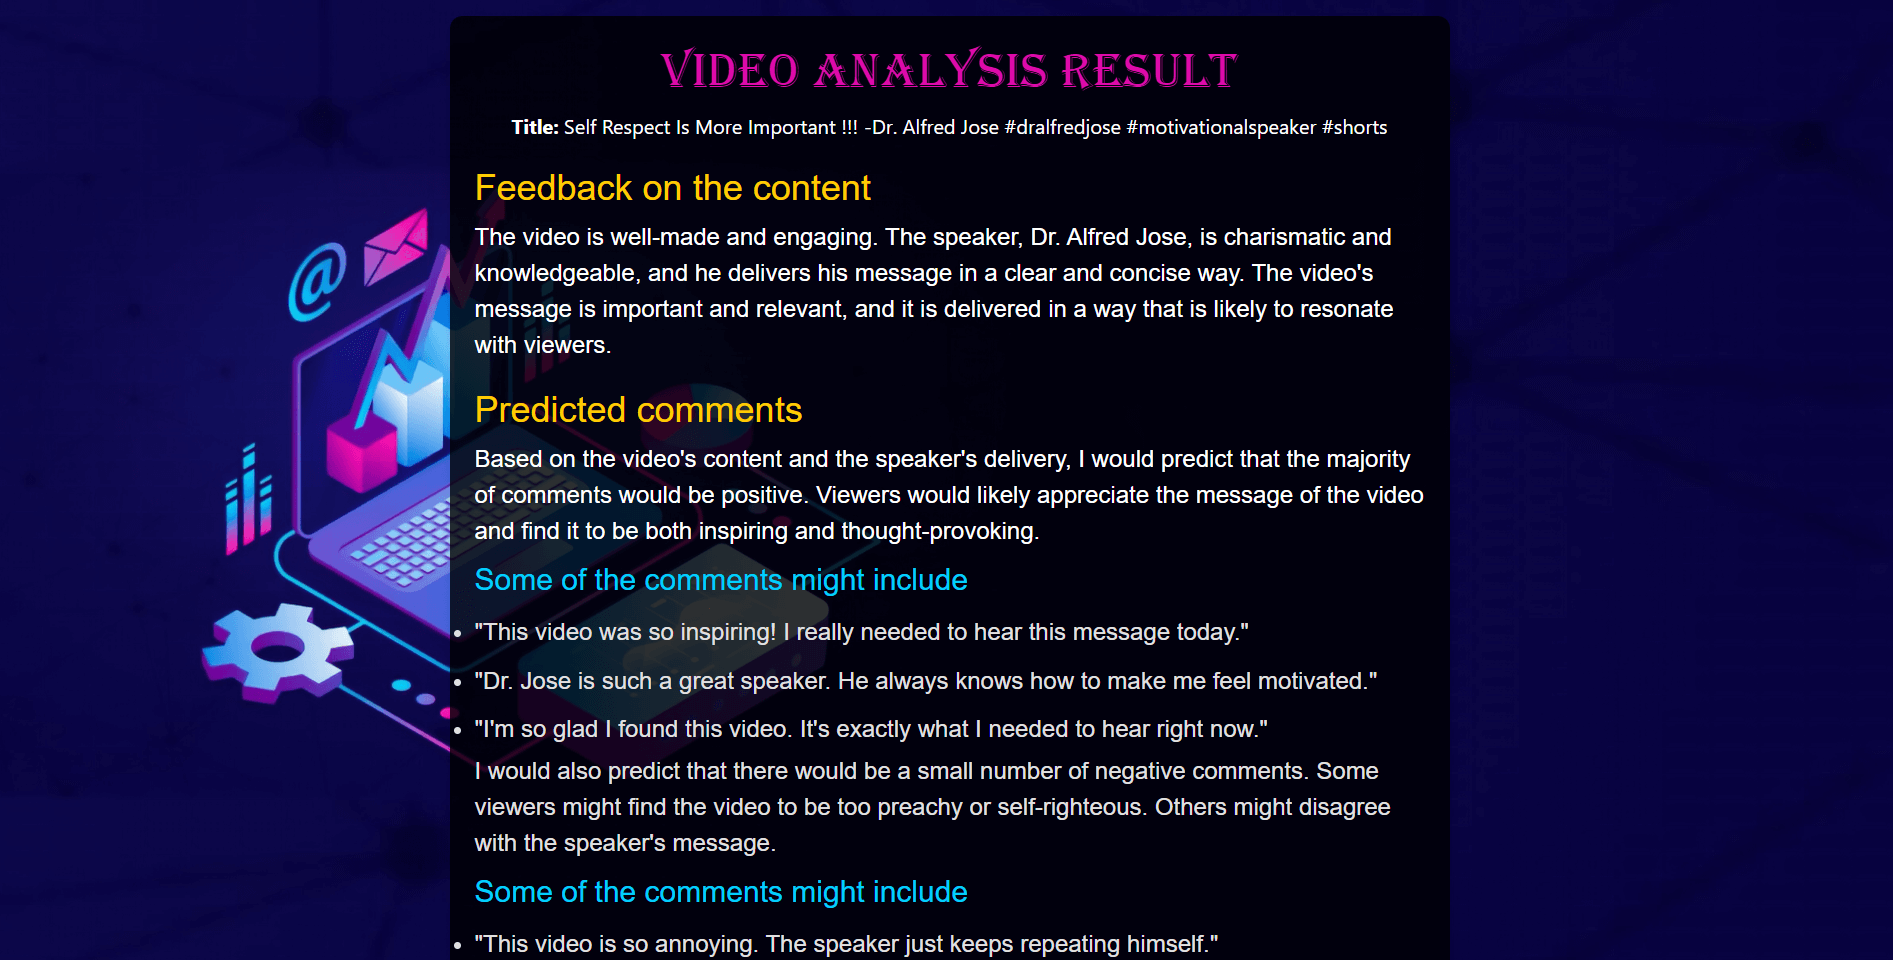 VIDEO ANALYSIS RESULT
Title: Self Respect Is More Important !!! -Dr. Alfred Jose #dralfredjose #motivationalspeaker #shorts
Feedback on the content
The video is well-made and engaging. The speaker, Dr. Alfred Jose, is charismatic and
knowledgeable, and he delivers his message in a clear and concise way. The video's
message is important and relevant, and it is delivered in a way that is likely to resonate
with viewers.
Predicted comments
Based on the video's content and the speaker's delivery, I would predict that the majority
of comments would be positive. Viewers would likely appreciate the message of the video
and find it to be both inspiring and thought-provoking.
Some of the comments might include
• "This video was so inspiring! I really needed to hear this message today."
• "Dr. Jose is such a great speaker. He always knows how to make me feel motivated."
• "I'm so glad I found this video. It's exactly what I needed to hear right now."
I would also predict that there would be a small number of negative comments. Some
viewers might find the video to be too preachy or self-righteous. Others might disagree
with the speaker's message.
Some of the comments might include
• "This video is so annoying. The speaker just keeps repeating himself."
@